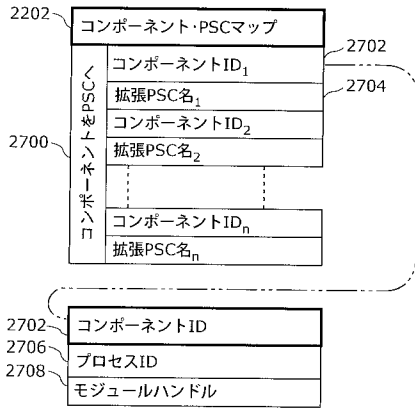 2202
コンポーネント・PSCマップ
2700
コンポーネントをPSCへ
コンポーネントID1
2702
拡張PSC名1
2704
コンポーネントID2
拡張PSC名2
コンポーネントIDn
拡張PSC名n
2702
コンポーネントID
2706
プロセスID
2708
モジュールハンドル